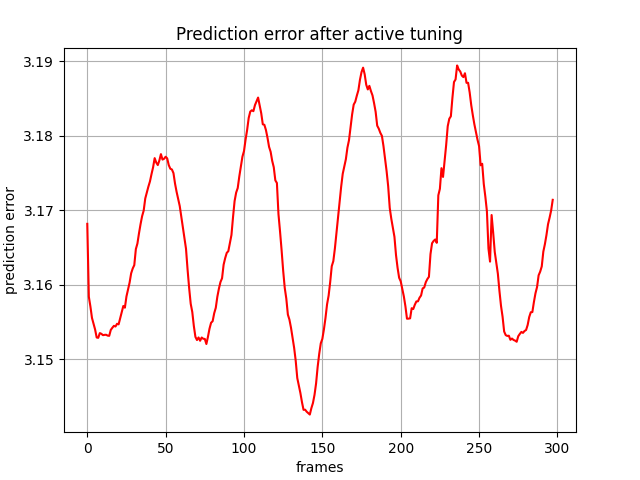 Prediction error after active tuning
3.19
3.18
3.17
3.16
3.15
prediction error
0 50 100 150 200 250 300
frames